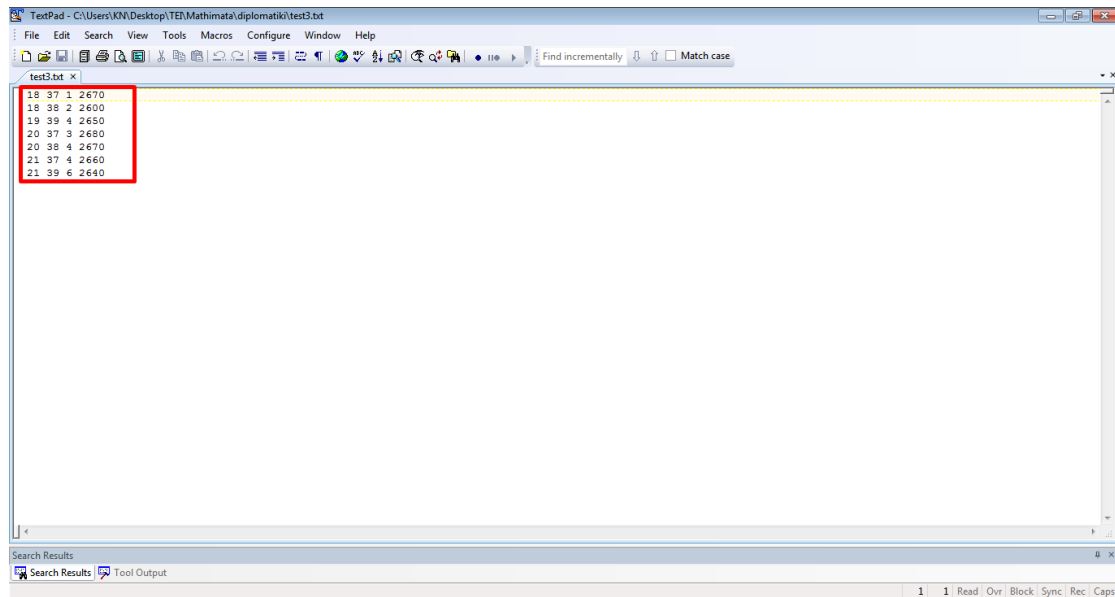 TextPad - C:\Users\KN\Desktop\TEI\Mathimata\diplomatiki\test3.txt
File Edit Search View Tools Macros Configure Window Help
Find incrementally Match case
test3.txt
18 37 1 2670
18 38 2 2600
19 39 4 2650
20 37 3 2680
20 38 4 2670
21 37 4 2660
21 39 6 2640
Search Results
Search Results Tool Output
1 1 Read Ovr Block Sync Rec Caps